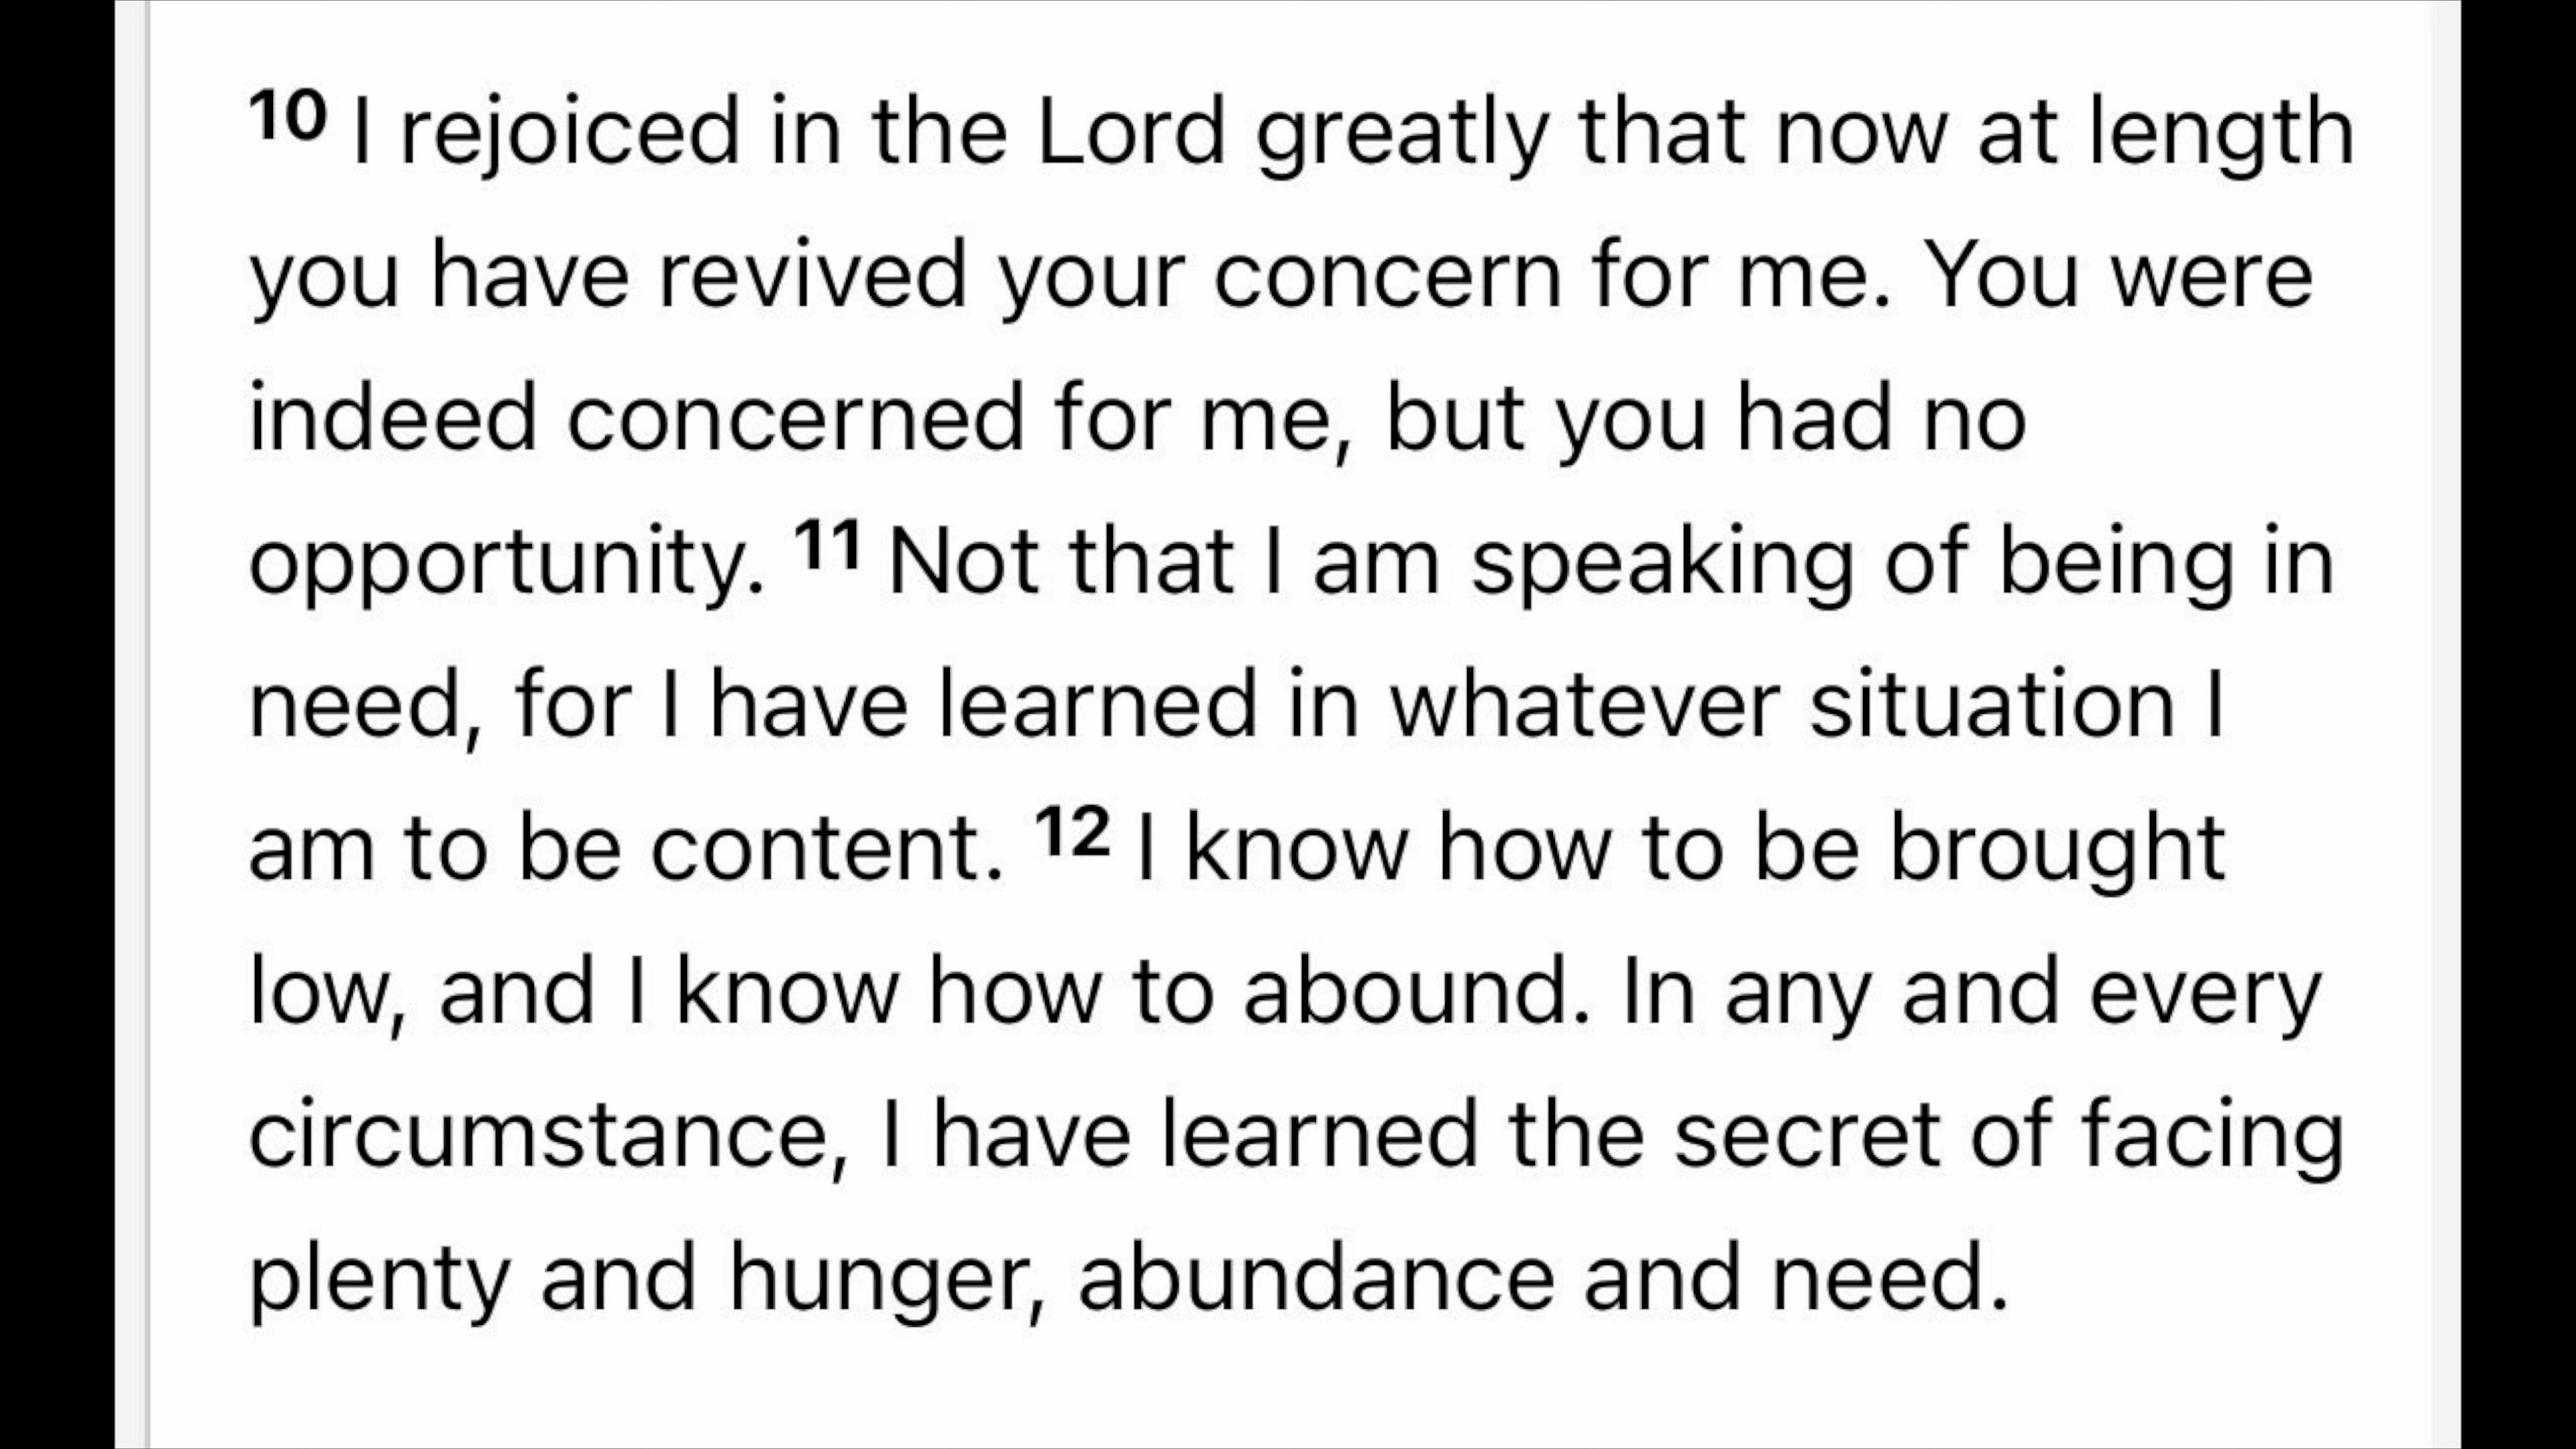 10 I rejoiced in the Lord greatly that now at length
you have revived your concern for me. You were
indeed concerned for me, but you had no
opportunity. 11 Not that I am speaking of being in
need, for I have learned in whatever situation I
am to be content. 12 I know how to be brought
low, and I know how to abound. In any and every
circumstance, I have learned the secret of facing
plenty and hunger, abundance and need.